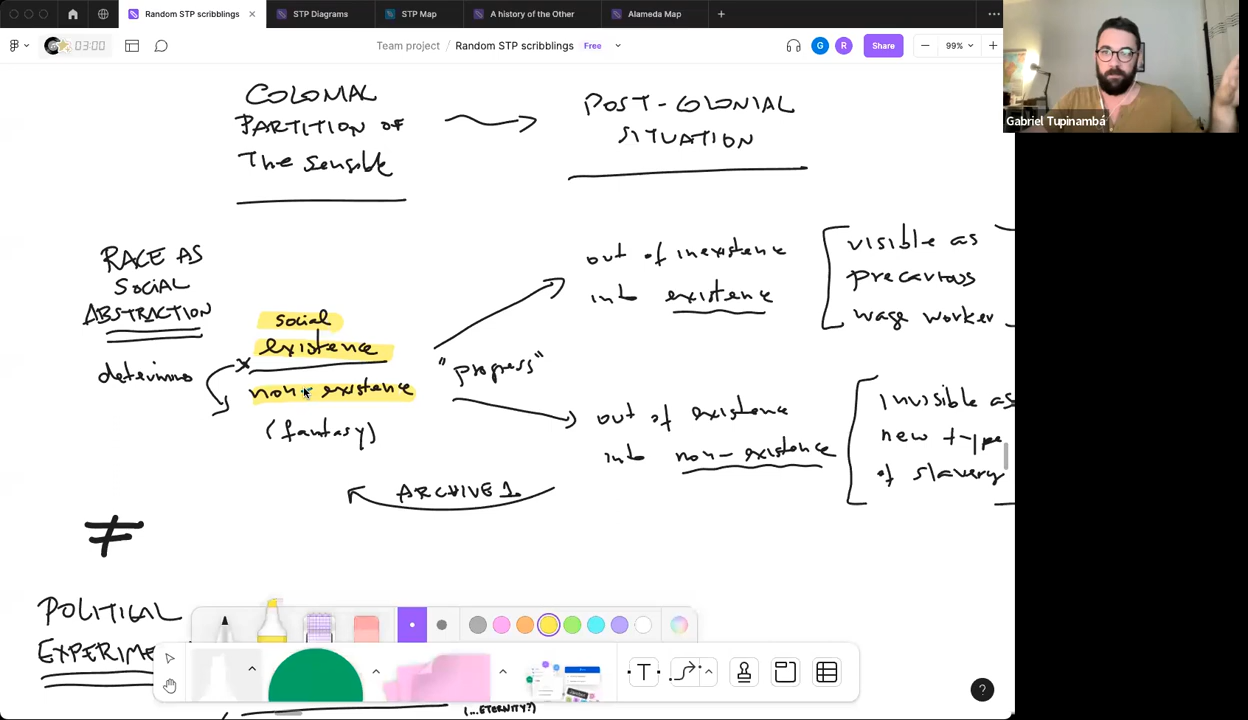 Random STP scribblings
STP Diagrams
STP Map
A history of the Other
Alameda Map
03:00
Team project / Random STP scribblings Free
G R
Share
99%
Gabriel Tupinambá
COLONIAL
PARTITION OF
The Sensible
POST-COLONIAL
SITUATION
RACE AS
SOCIAL
ABSTRACTION
determines
social
existence
non-existence
(fantasy)
"progress"
out of inexistence
into existence
visible as
precarious
wage worker
out of existence
into non-existence
invisible as
new type
of slavery
ARCHIVE 1
≠
POLITICAL
EXPERIME
(...ETERNITY?)
T
?